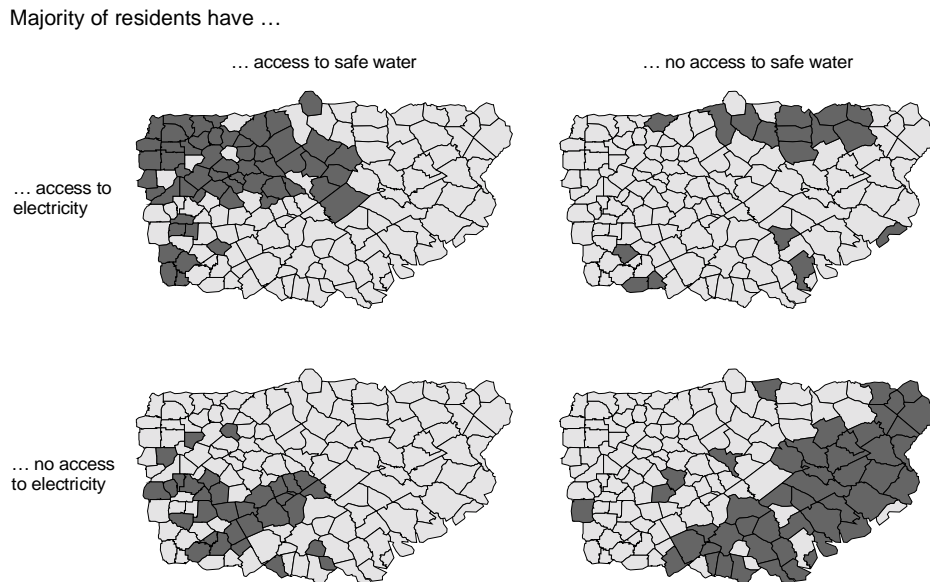 Majority of residents have …
… access to safe water
… no access to safe water
… access to
electricity
… no access
to electricity